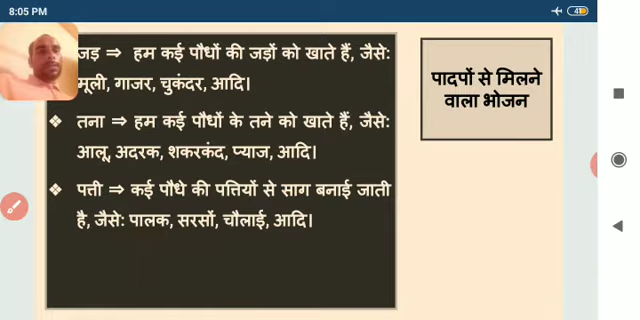 8:05 PM
41
जड़ ⇒ हम कई पौधों की जड़ों को खाते हैं, जैसे:
मूली, गाजर, चुकंदर, आदि।
❖ तना ⇒ हम कई पौधों के तने को खाते हैं, जैसे:
आलू, अदरक, शकरकंद, प्याज, आदि।
❖ पत्ती ⇒ कई पौधे की पत्तियों से साग बनाई जाती
है, जैसे: पालक, सरसों, चौलाई, आदि।
पादपों से मिलने
वाला भोजन